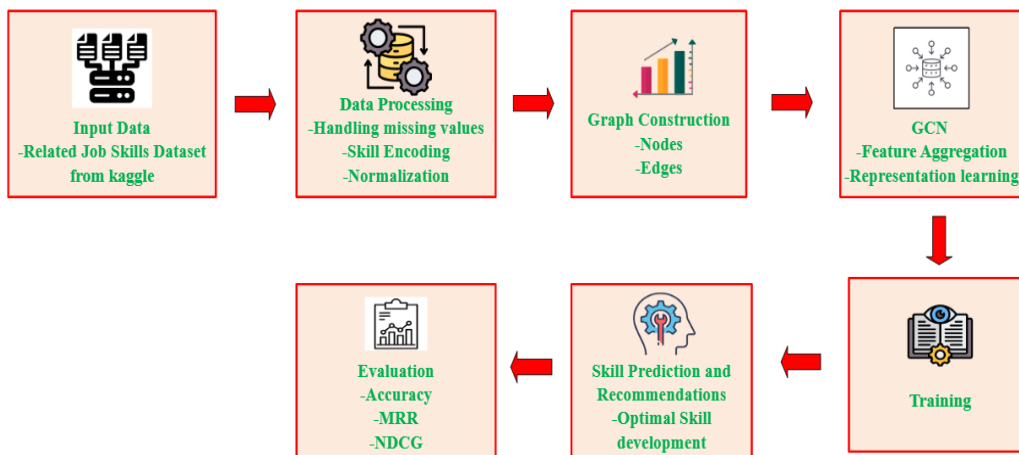 Input Data
-Related Job Skills Dataset
from kaggle
Data Processing
-Handling missing values
-Skill Encoding
-Normalization
Graph Construction
-Nodes
-Edges
GCN
-Feature Aggregation
-Representation learning
Training
Skill Prediction and
Recommendations
-Optimal Skill
development
Evaluation
-Accuracy
-MRR
-NDCG